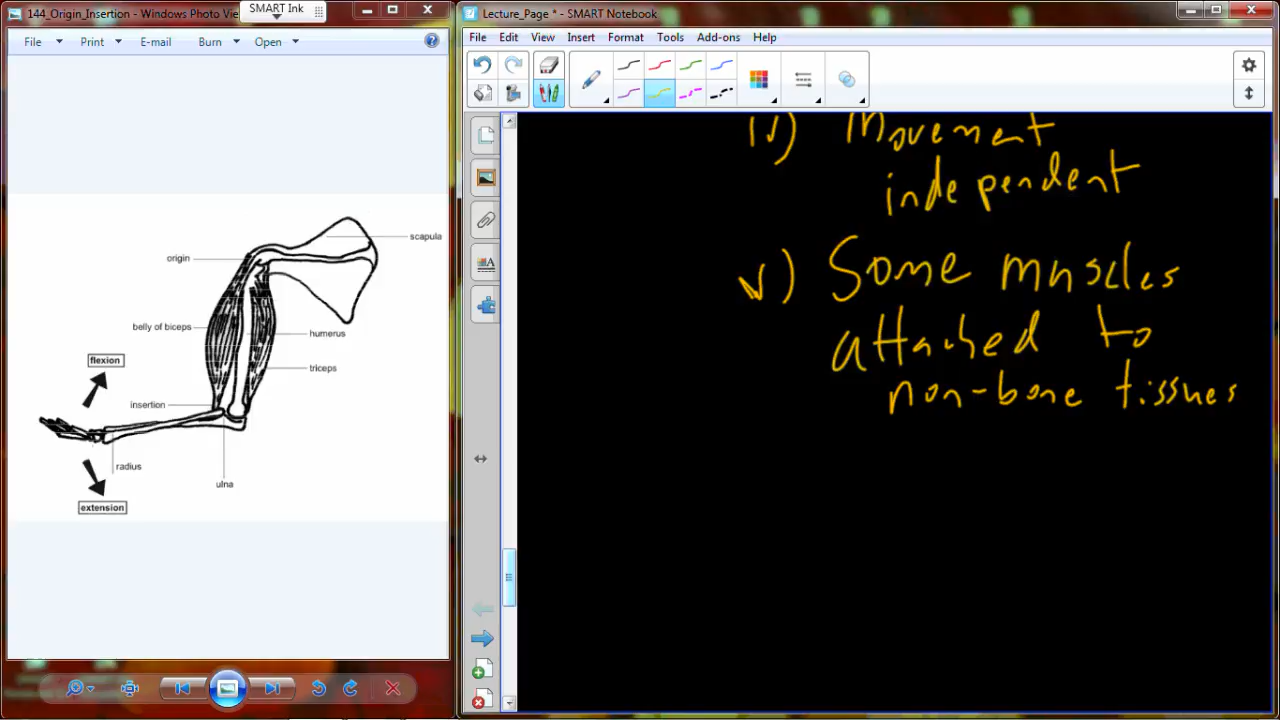 144_Origin_Insertion - Windows Photo Vie
SMART Ink
File
Print
E-mail
Burn
Open
scapula
origin
belly of biceps
humerus
flexion
triceps
insertion
radius
ulna
extension
Lecture_Page * - SMART Notebook
File Edit View Insert Format Tools Add-ons Help
iv) Movement
independent
v) Some muscles
attached to
non-bone tissues